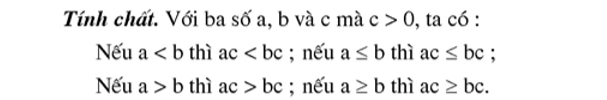 Tính chất. Với ba số a, b và c mà c > 0, ta có :
Nếu a < b thì ac < bc ; nếu a ≤ b thì ac ≤ bc ;
Nếu a > b thì ac > bc ; nếu a ≥ b thì ac ≥ bc.